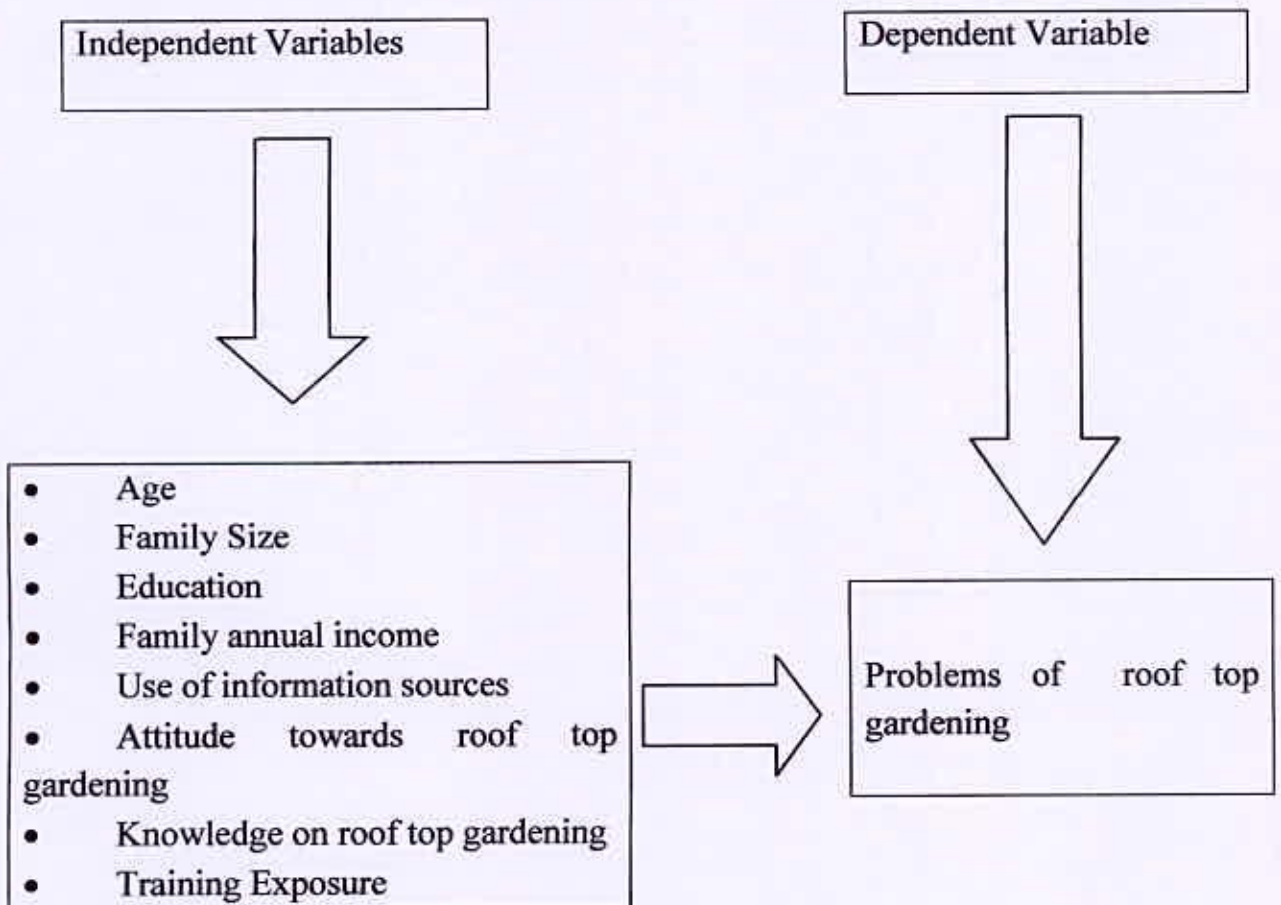 Independent Variables
Dependent Variable
• Age
• Family Size
• Education
• Family annual income
• Use of information sources
• Attitude towards roof top
gardening
• Knowledge on roof top gardening
• Training Exposure
Problems of roof top
gardening